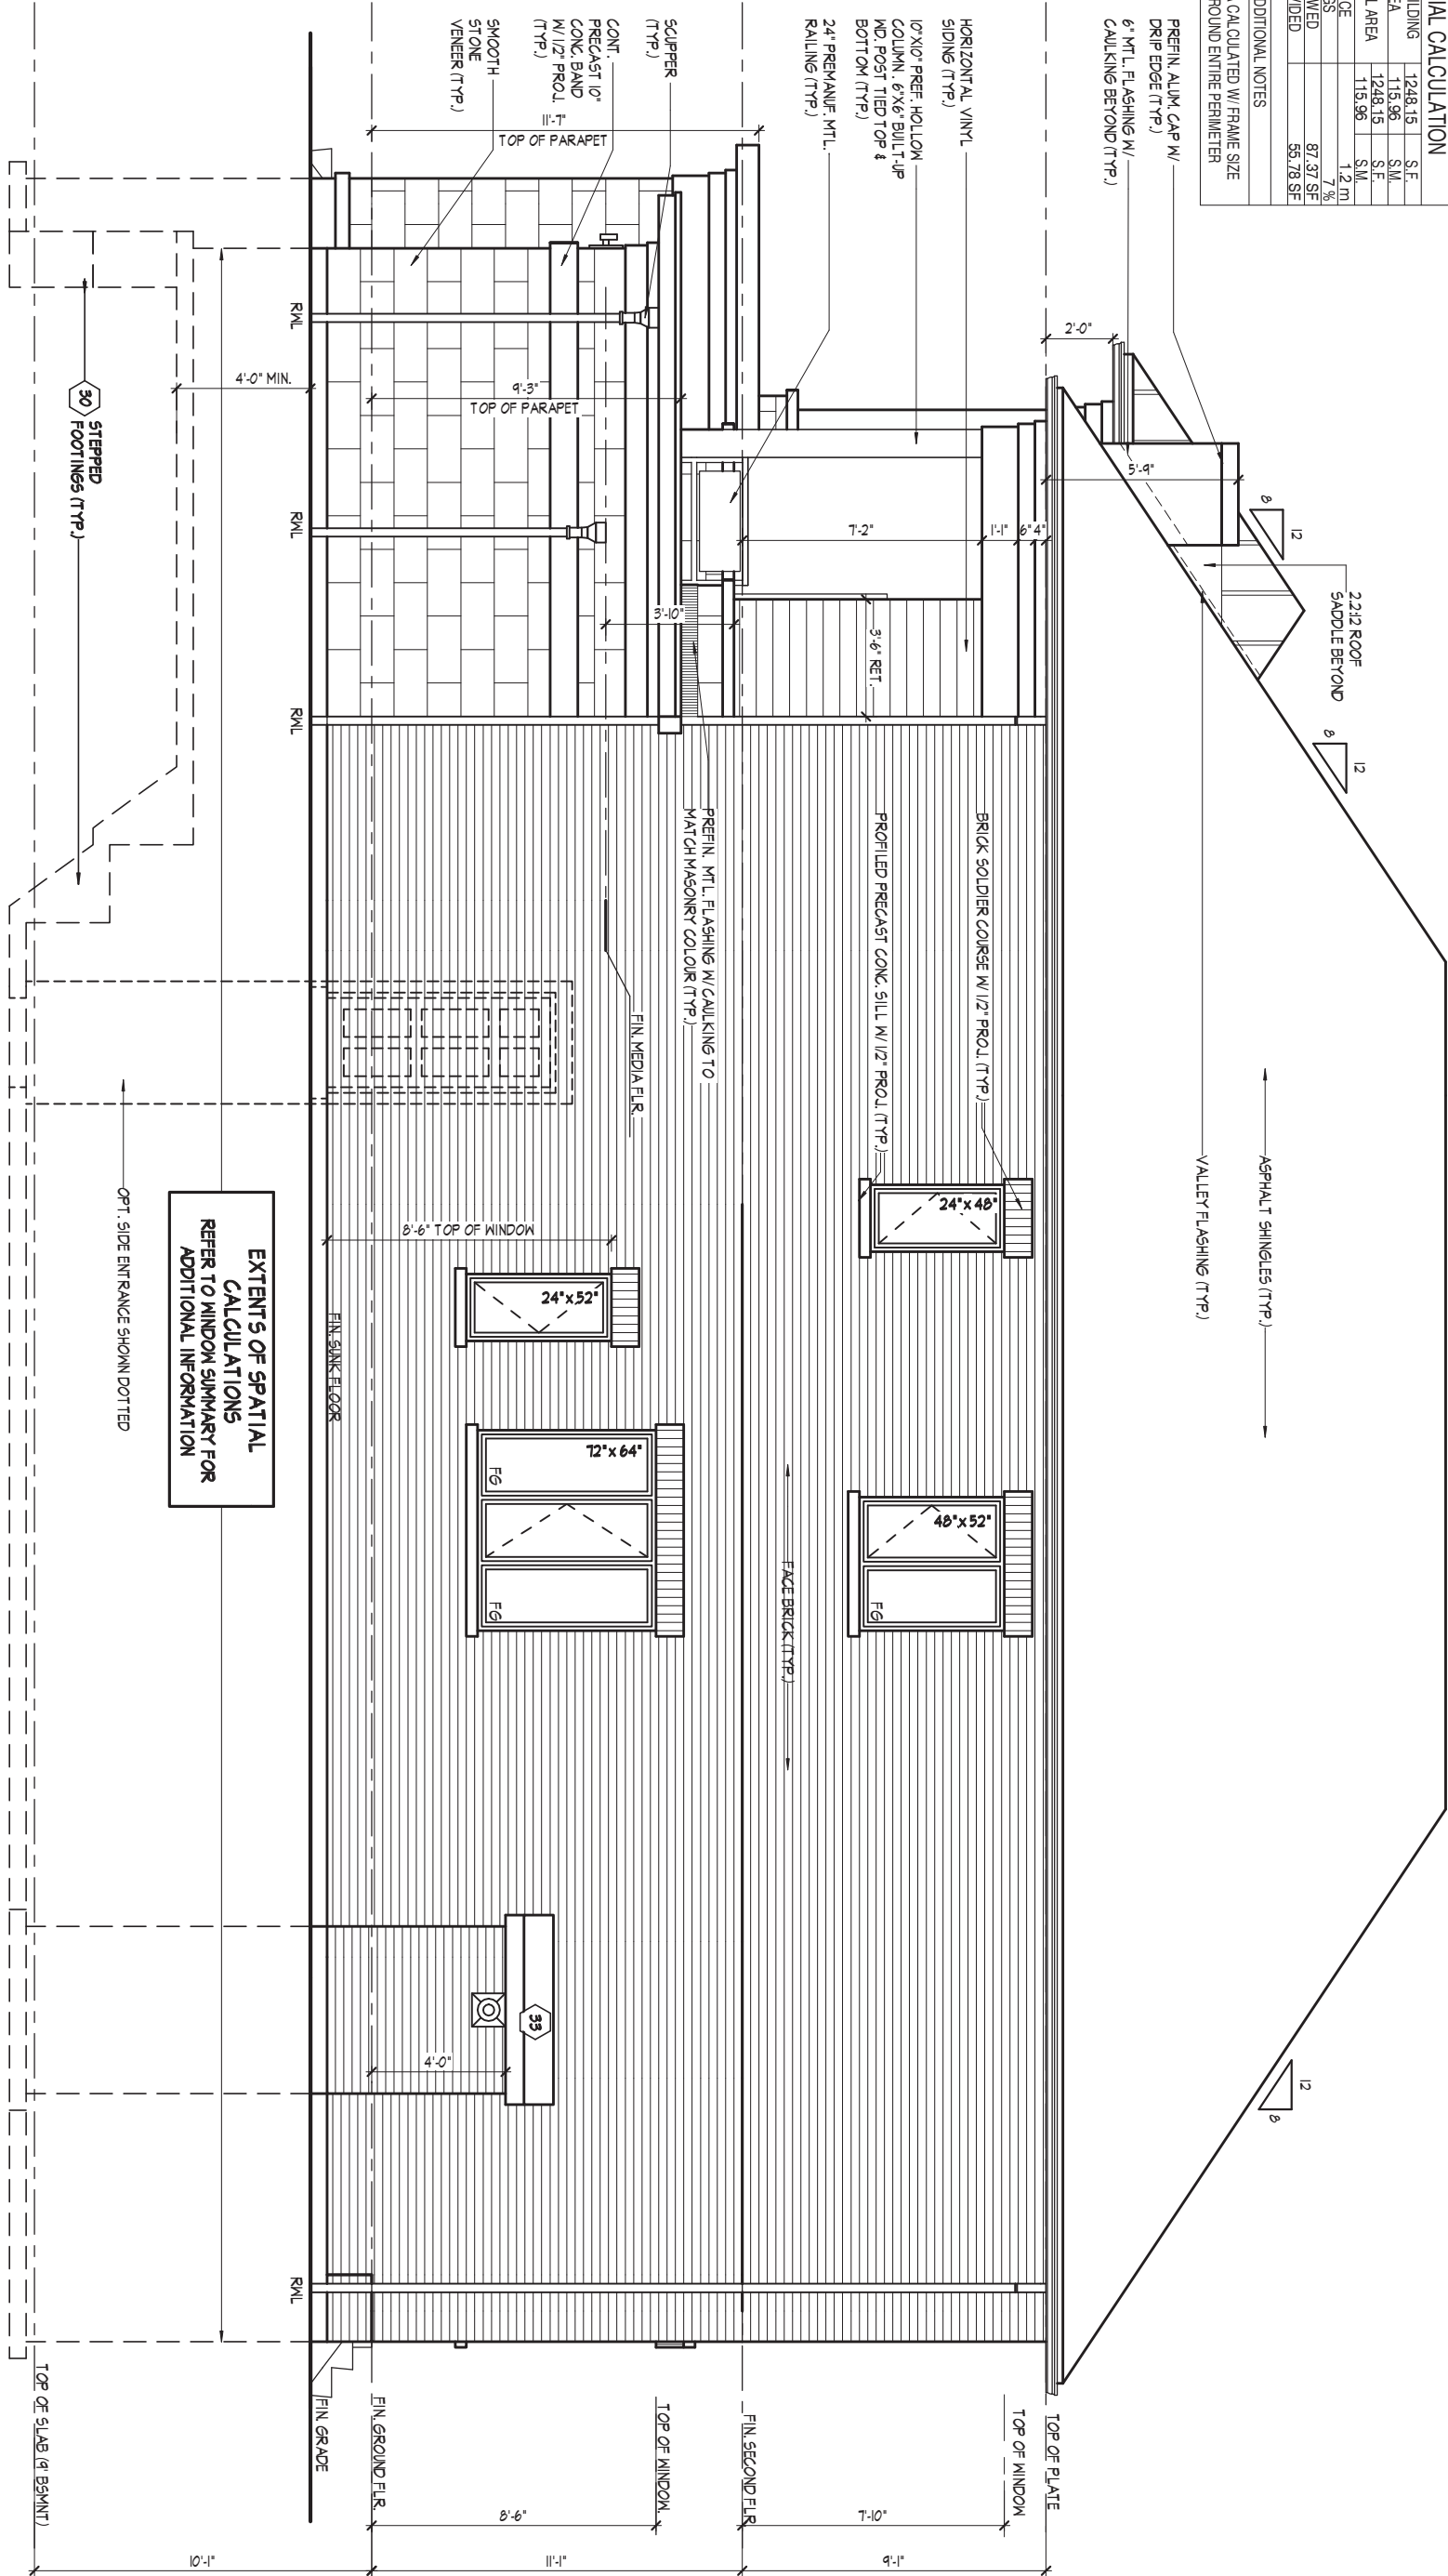 IAL CALCULATION
ILDING 1248.15 S.F.
EA 115.96 S.M.
L AREA 1248.15 S.F.
115.96 S.M.
CE 1.2 m
GS 7 %
WED 87.37 SF
VIDED 55.78 SF
DDITIONAL NOTES
A CALCULATED W/ FRAME SIZE
ROUND ENTIRE PERIMETER
PREFIN. ALUM. CAP W/
DRIP EDGE (TYP.)
6" MTL. FLASHING W/
CAULKING BEYOND (TYP.)
HORIZONTAL VINYL
SIDING (TYP.)
10"X10" PREF. HOLLOW
COLUMN. 6"X6" BUILT-UP
WD. POST TIED TOP &
BOTTOM (TYP.)
24" PREMANUF. MTL.
RAILING (TYP.)
SCUPPER
(TYP.)
CONT.
PRECAST 10"
CONC. BAND
W/ 1/2" PROJ.
(TYP.)
SMOOTH
STONE
VENEER (TYP.)
2.2:12 ROOF
SADDLE BEYOND
8
12
8
12
12
8
ASPHALT SHINGLES (TYP.)
VALLEY FLASHING (TYP.)
2'-0"
5'-9"
6" 4"
1'-1"
7'-2"
3'-6" RET.
3'-10"
11'-7"
TOP OF PARAPET
9'-3"
TOP OF PARAPET
4'-0" MIN.
BRICK SOLDIER COURSE W/ 1/2" PROJ. (TYP.)
PROFILED PRECAST CONC. SILL W/ 1/2" PROJ. (TYP.)
PREFIN. MTL. FLASHING W/ CAULKING TO
MATCH MASONRY COLOUR (TYP.)
FIN. MEDIA FLR.
24"x48"
48"x52"
FG
FACE BRICK (TYP.)
24"x52"
72"x64"
FG
FG
8'-6" TOP OF WINDOW
FIN. SUNK FLOOR
33
4'-0"
RWL
RWL
RWL
RWL
30
STEPPED
FOOTINGS (TYP.)
EXTENTS OF SPATIAL
CALCULATIONS
REFER TO WINDOW SUMMARY FOR
ADDITIONAL INFORMATION
OPT. SIDE ENTRANCE SHOWN DOTTED
TOP OF PLATE
TOP OF WINDOW
FIN. SECOND FLR
TOP OF WINDOW
FIN. GROUND FLR.
FIN. GRADE
TOP OF SLAB (9' BSMNT)
7'-10"
8'-6"
9'-1"
11'-1"
10'-1"